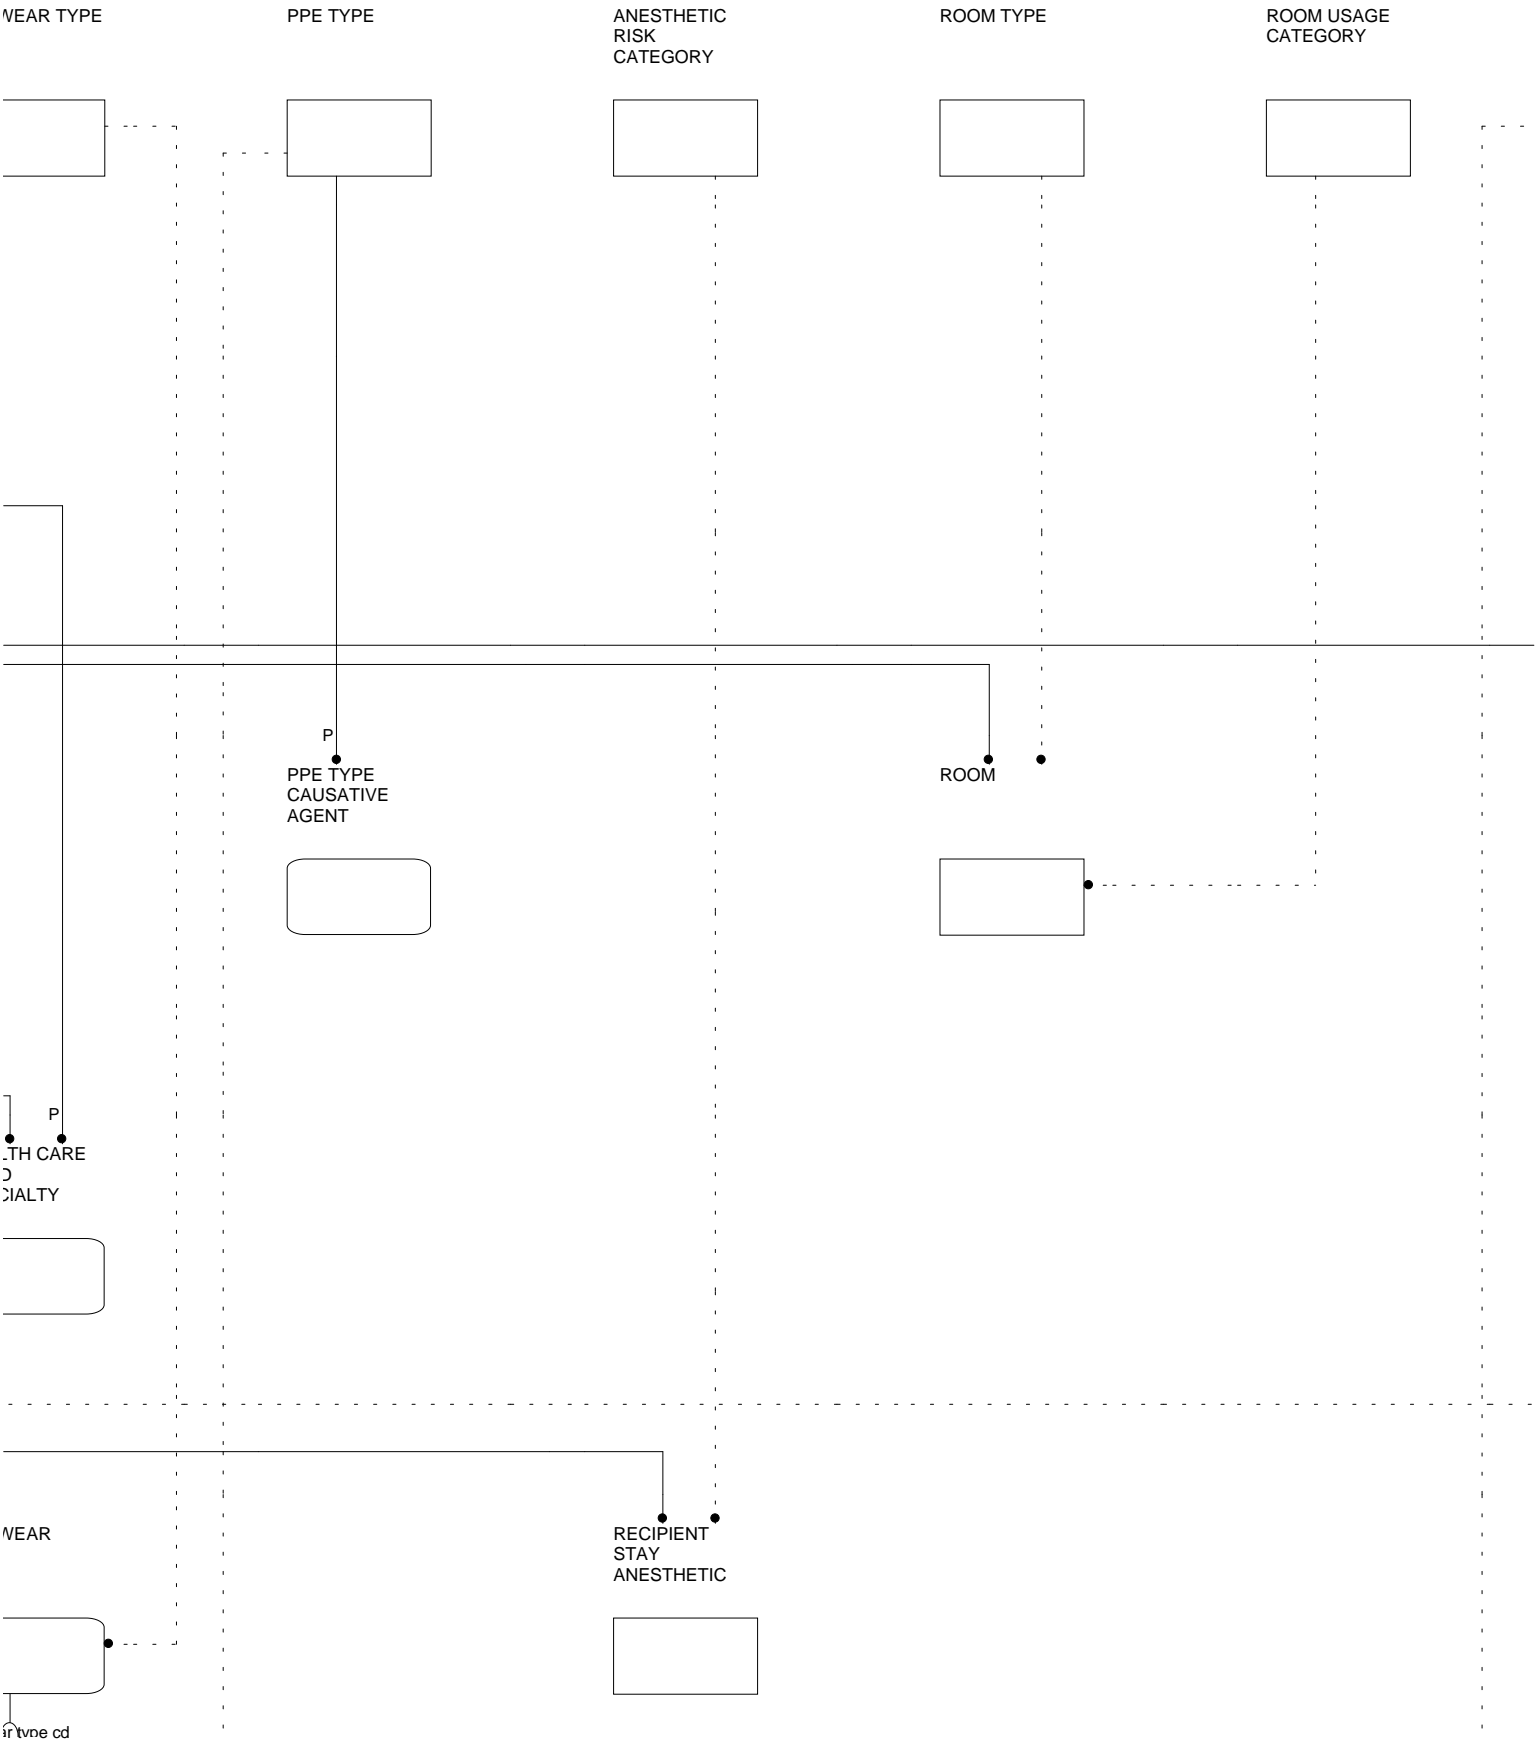 WEAR TYPE
PPE TYPE
ANESTHETIC
RISK
CATEGORY
ROOM TYPE
ROOM USAGE
CATEGORY
P
PPE TYPE
CAUSATIVE
AGENT
ROOM
P
LTH CARE
D
CIALTY
WEAR
RECIPIENT
STAY
ANESTHETIC
ar type cd